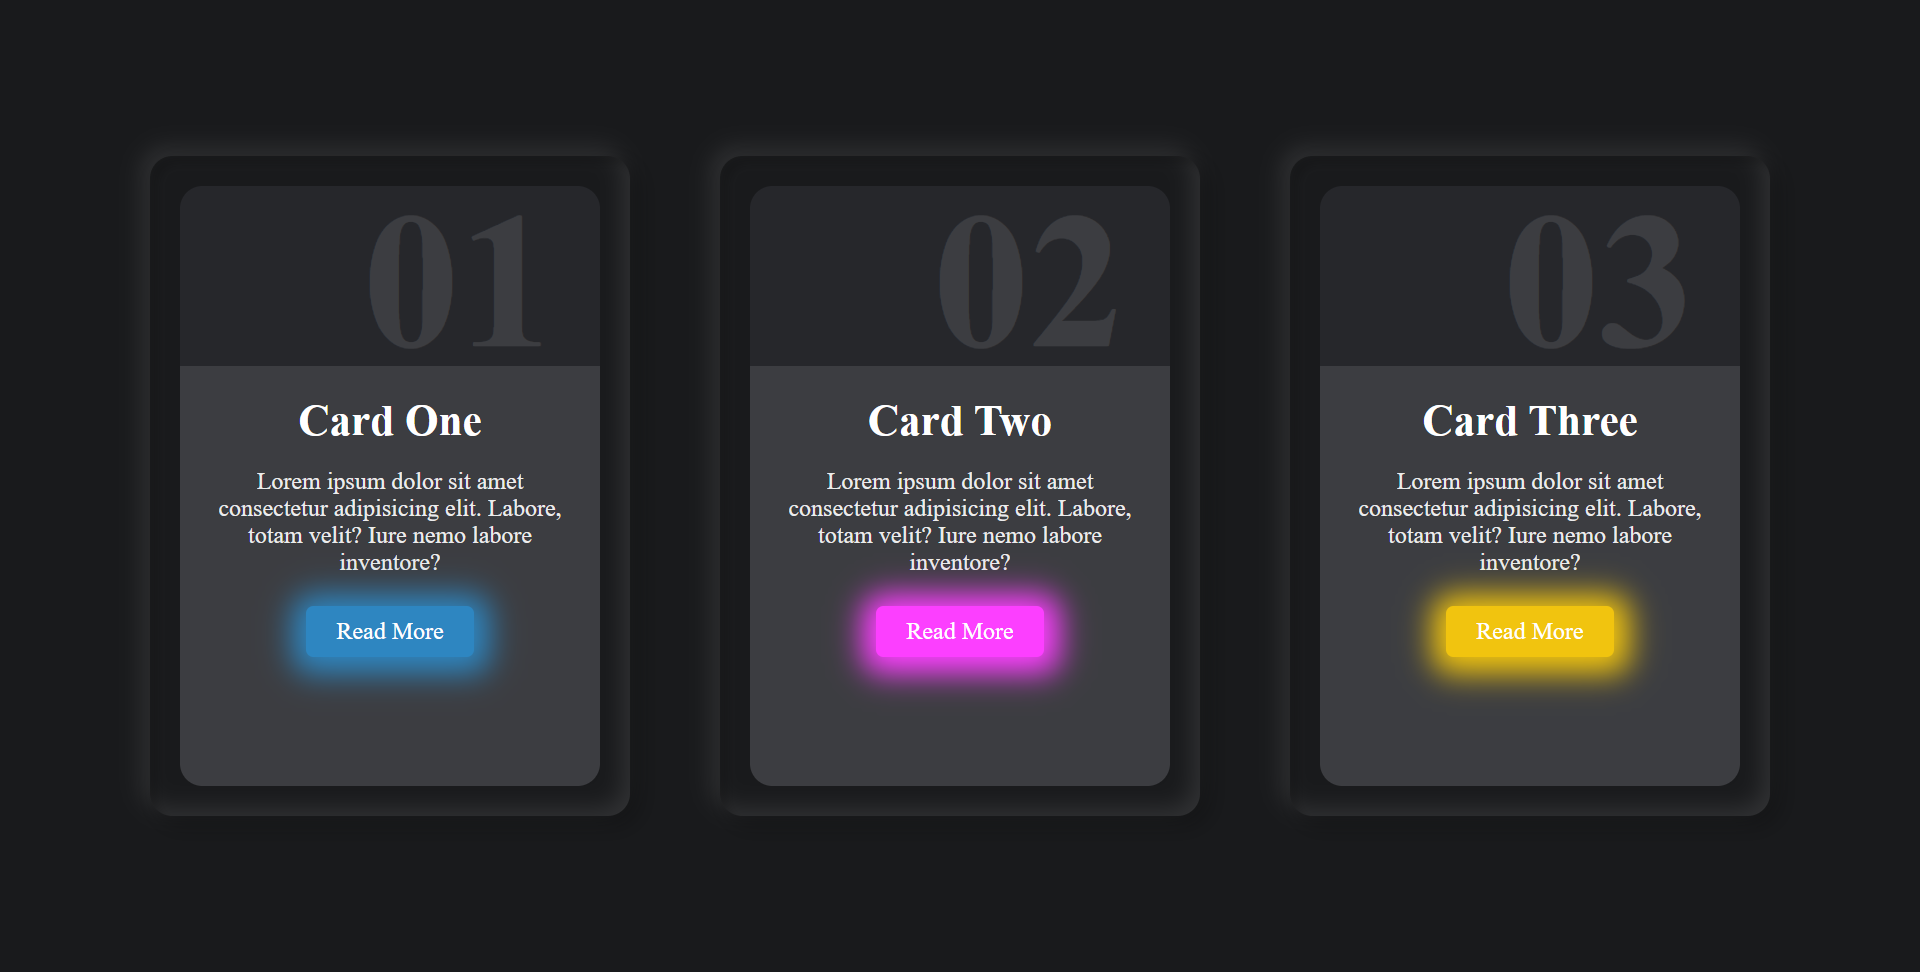 01
Card One
Lorem ipsum dolor sit amet
consectetur adipisicing elit. Labore,
totam velit? Iure nemo labore
inventore?
Read More
02
Card Two
Lorem ipsum dolor sit amet
consectetur adipisicing elit. Labore,
totam velit? Iure nemo labore
inventore?
Read More
03
Card Three
Lorem ipsum dolor sit amet
consectetur adipisicing elit. Labore,
totam velit? Iure nemo labore
inventore?
Read More